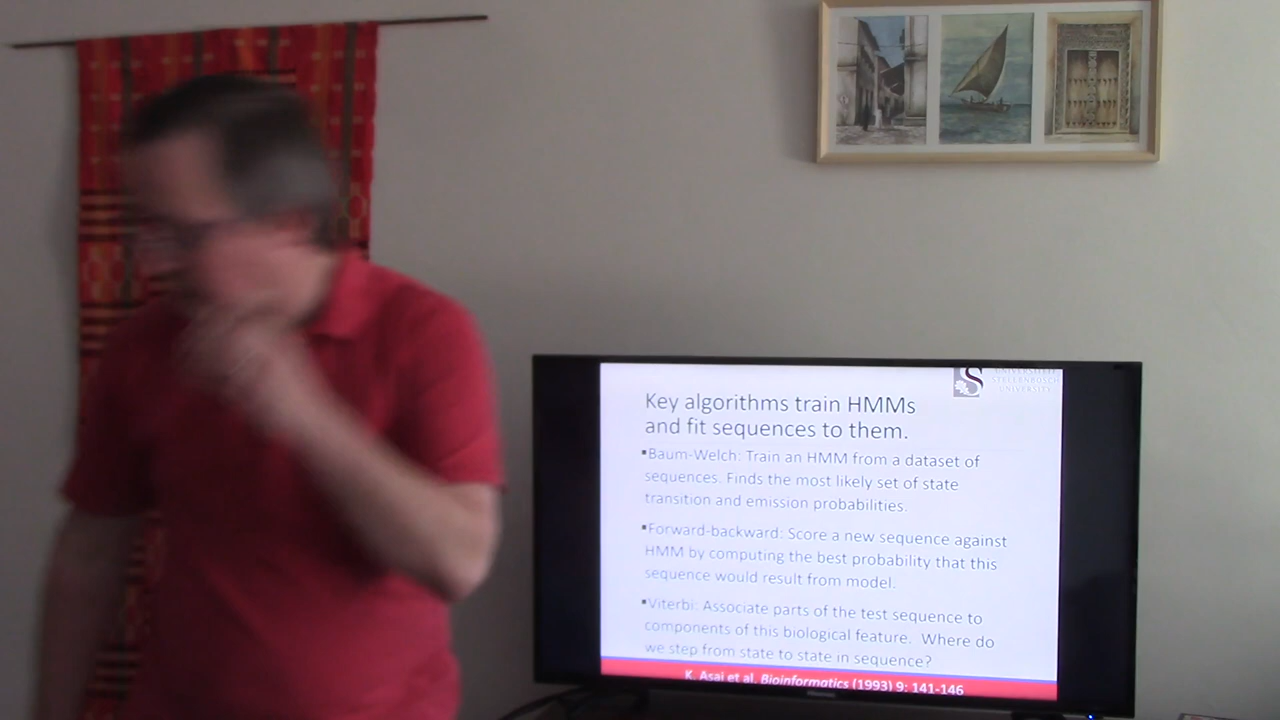 UNIVERSITEIT
STELLENBOSCH
UNIVERSITY
Key algorithms train HMMs
and fit sequences to them.
▪Baum-Welch: Train an HMM from a dataset of
sequences. Finds the most likely set of state
transition and emission probabilities.
▪Forward-backward: Score a new sequence against
HMM by computing the best probability that this
sequence would result from model.
▪Viterbi: Associate parts of the test sequence to
components of this biological feature. Where do
we step from state to state in sequence?
K. Asai et al. Bioinformatics (1993) 9: 141-146
Hisense